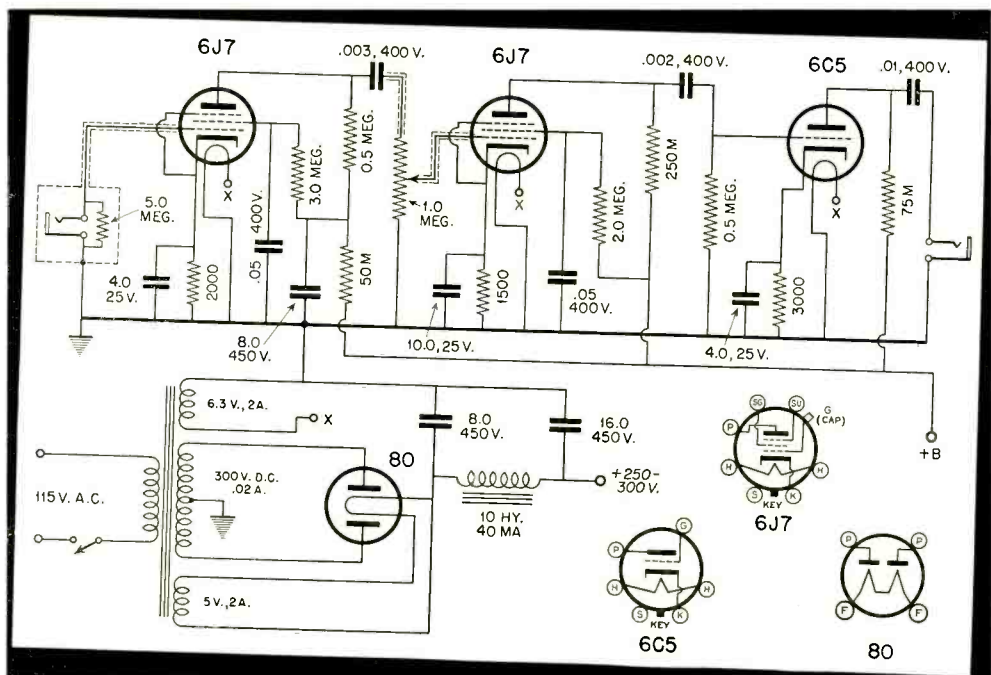 6J7
.003, 400 V.
6J7
.002, 400V.
6C5
.01, 400 V.
5.0
MEG.
X
3.0 MEG.
0.5 MEG.
1.0
MEG.
X
2.0 MEG.
250 M
0.5 MEG.
X
75 M
4.0
25 V.
2000
.05
400 V.
8.0
450 V.
50 M
10.0, 25 V.
1500
.05
400 V.
4.0, 25 V.
3000
6.3 V., 2A.
X
8.0
450 V.
16.0
450 V.
+B
115 V. A.C.
300 V. D.C.
.02 A.
80
+250-
300 V.
10 HY.
40 MA
5 V., 2A.
SG
SU
G
(CAP)
P
H
H
S
K
KEY
6J7
G
P
H
H
S
K
KEY
6C5
P
P
F
F
80